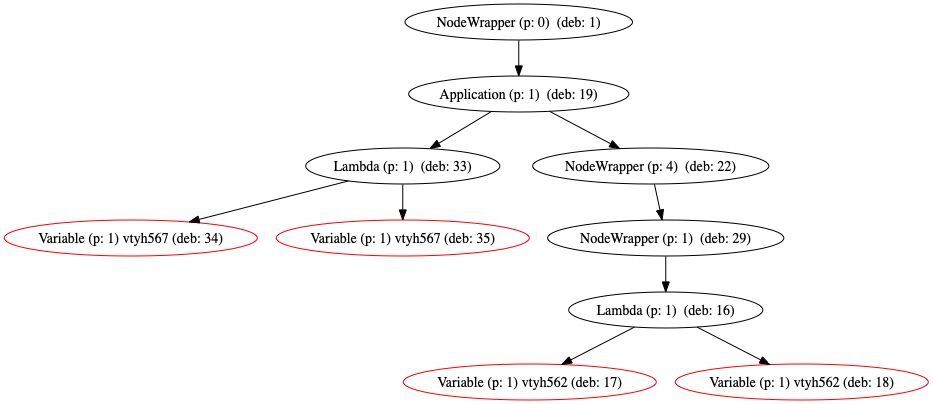 NodeWrapper (p: 0)  (deb: 1)
Application (p: 1)  (deb: 19)
Lambda (p: 1)  (deb: 33)
NodeWrapper (p: 4)  (deb: 22)
Variable (p: 1) vtyh567 (deb: 34)
Variable (p: 1) vtyh567 (deb: 35)
NodeWrapper (p: 1)  (deb: 29)
Lambda (p: 1)  (deb: 16)
Variable (p: 1) vtyh562 (deb: 17)
Variable (p: 1) vtyh562 (deb: 18)